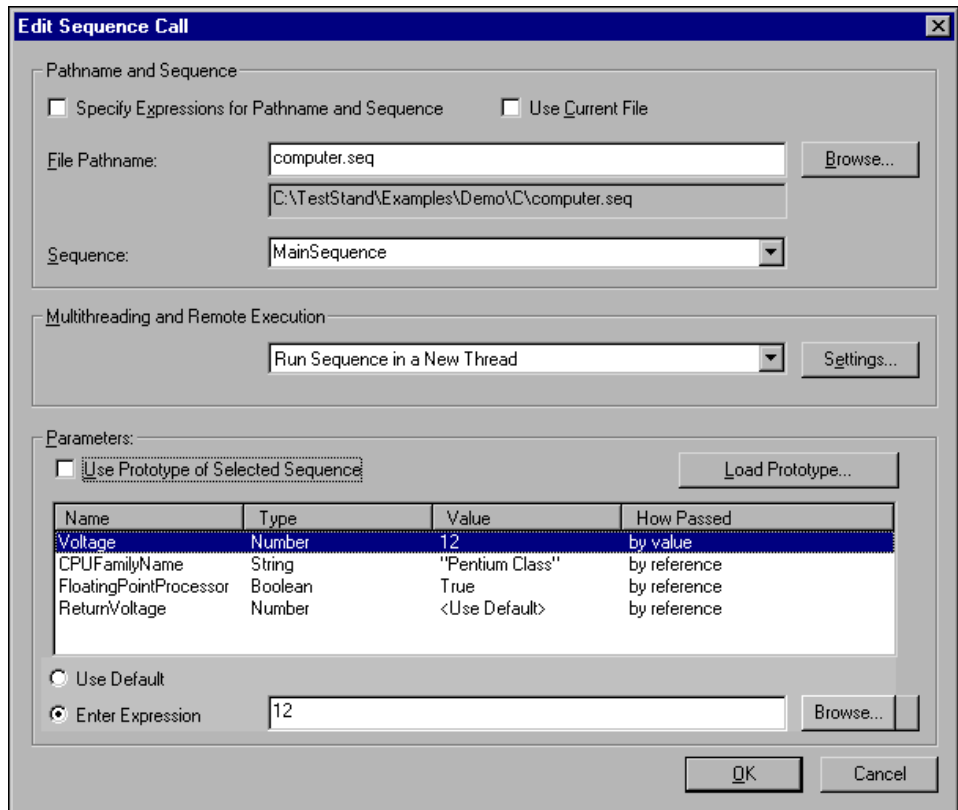 Edit Sequence Call
Pathname and Sequence
Specify Expressions for Pathname and Sequence Use Current File
File Pathname: computer.seq Browse...
C:\TestStand\Examples\Demo\C\computer.seq
Sequence: MainSequence
Multithreading and Remote Execution
Run Sequence in a New Thread Settings...
Parameters:
Use Prototype of Selected Sequence Load Prototype...
Name Type Value How Passed
Voltage Number 12 by value
CPUFamilyName String "Pentium Class" by reference
FloatingPointProcessor Boolean True by reference
ReturnVoltage Number <Use Default> by reference
Use Default
Enter Expression 12 Browse...
OK Cancel